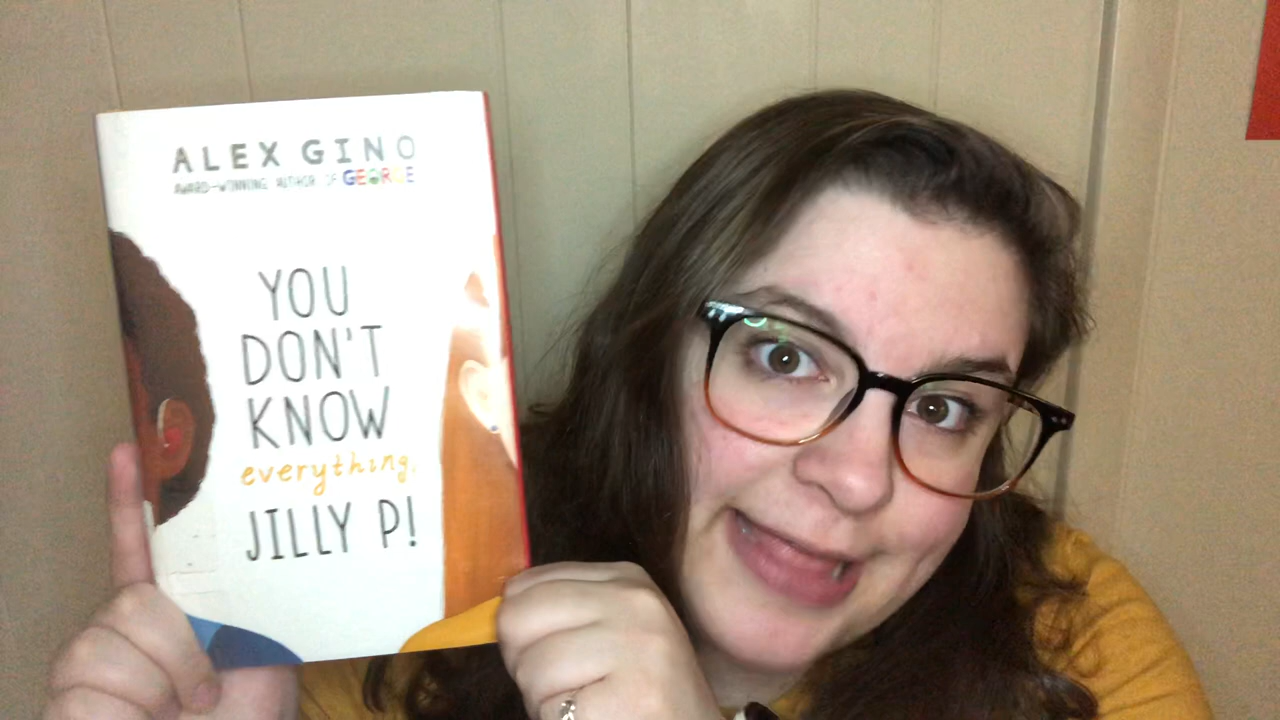 ALEX GINO
AWARD-WINNING AUTHOR OF GEORGE
YOU
DON'T
KNOW
everything,
JILLY P!